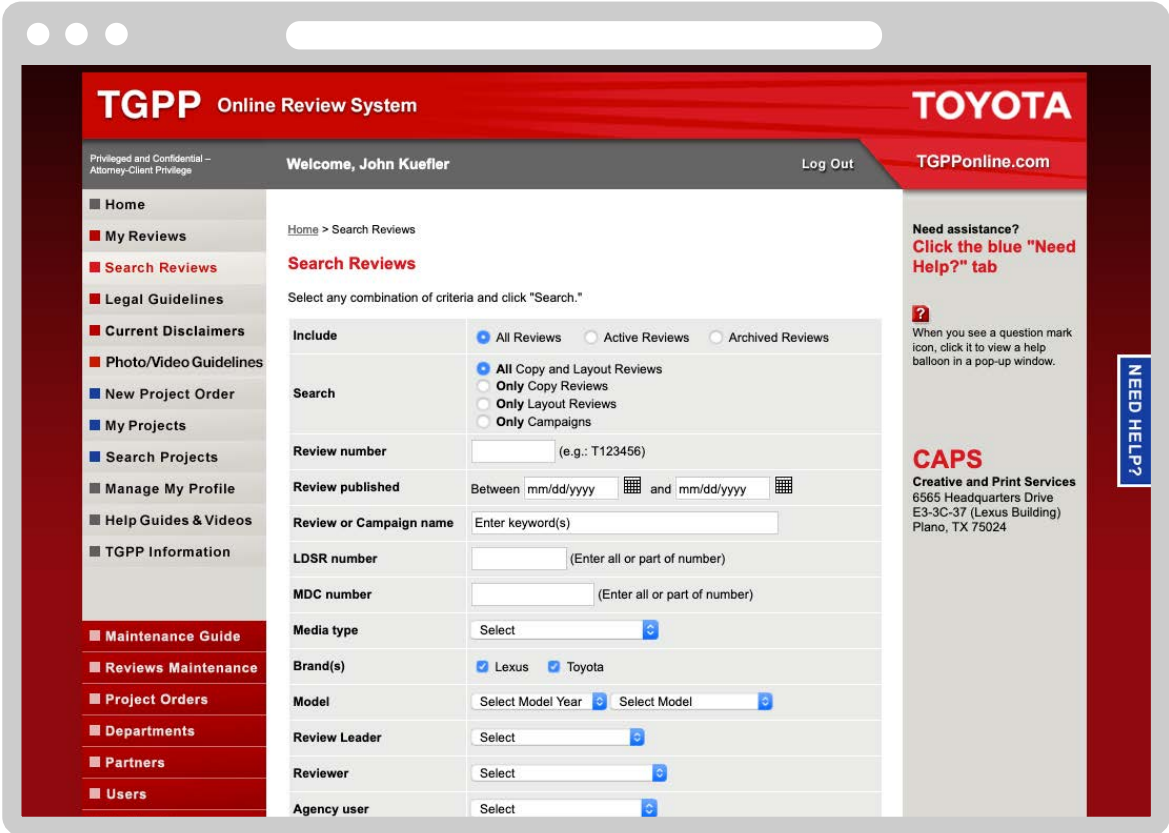 TGPP Online Review System
TOYOTA
Privileged and Confidential –
Attorney-Client Privilege
Welcome, John Kuefler
Log Out
TGPPonline.com
Home
My Reviews
Search Reviews
Legal Guidelines
Current Disclaimers
Photo/Video Guidelines
New Project Order
My Projects
Search Projects
Manage My Profile
Help Guides & Videos
TGPP Information
Maintenance Guide
Reviews Maintenance
Project Orders
Departments
Partners
Users
Home > Search Reviews
Search Reviews
Select any combination of criteria and click "Search."
Include All Reviews Active Reviews Archived Reviews
Search
All Copy and Layout Reviews
Only Copy Reviews
Only Layout Reviews
Only Campaigns
Review number (e.g.: T123456)
Review published Between mm/dd/yyyy and mm/dd/yyyy
Review or Campaign name Enter keyword(s)
LDSR number (Enter all or part of number)
MDC number (Enter all or part of number)
Media type Select
Brand(s) Lexus Toyota
Model Select Model Year Select Model
Review Leader Select
Reviewer Select
Agency user Select
Need assistance?
Click the blue "Need
Help?" tab
?
When you see a question mark
icon, click it to view a help
balloon in a pop-up window.
CAPS
Creative and Print Services
6565 Headquarters Drive
E3-3C-37 (Lexus Building)
Plano, TX 75024
NEED HELP?